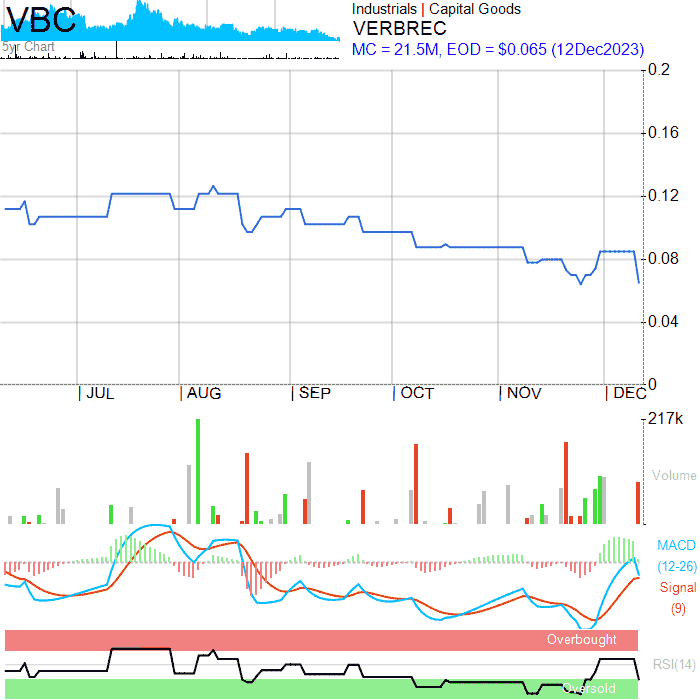 VBC
5yr Chart
Industrials | Capital Goods
VERBREC
MC = 21.5M, EOD = $0.065 (12Dec2023)
0.2
0.16
0.12
0.08
0.04
0
JUL
AUG
SEP
OCT
NOV
DEC
217k
Volume
MACD
(12-26)
Signal
(9)
Overbought
RSI(14)
Oversold